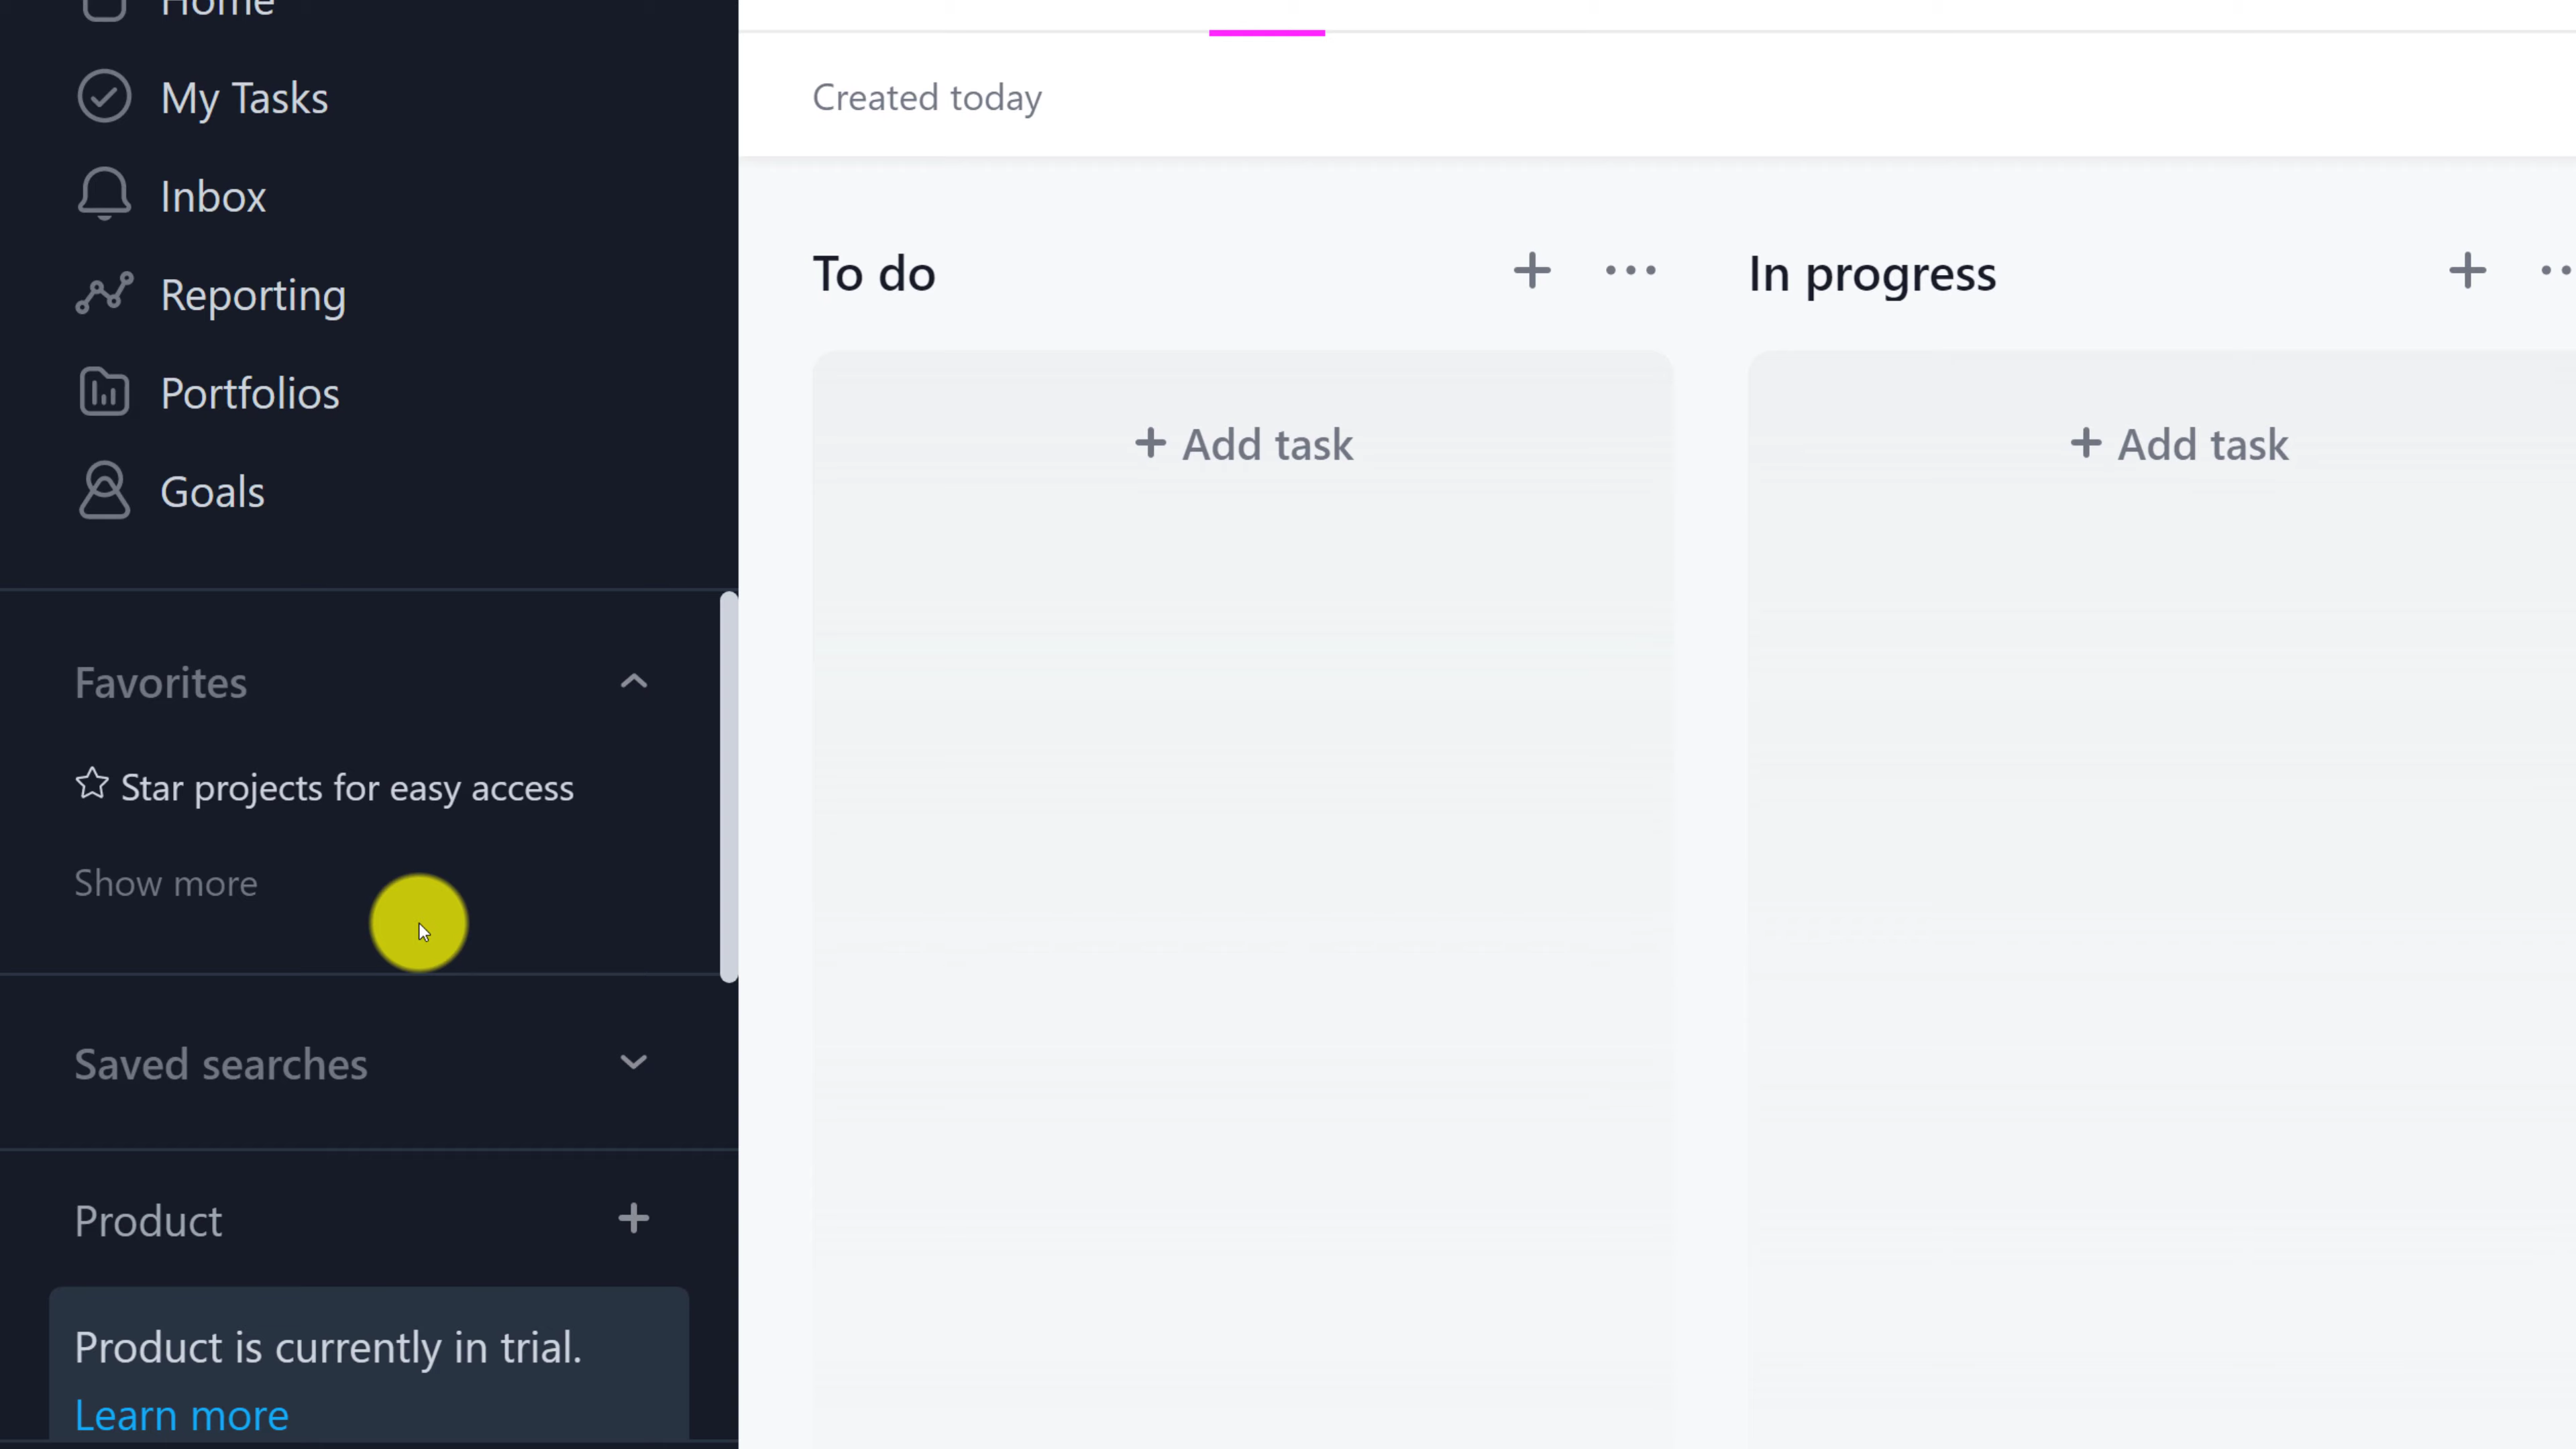 Home
My Tasks
Inbox
Reporting
Portfolios
Goals
Favorites
Star projects for easy access
Show more
Saved searches
Product
Product is currently in trial.
Learn more
Created today
To do
In progress
+ Add task
+ Add task